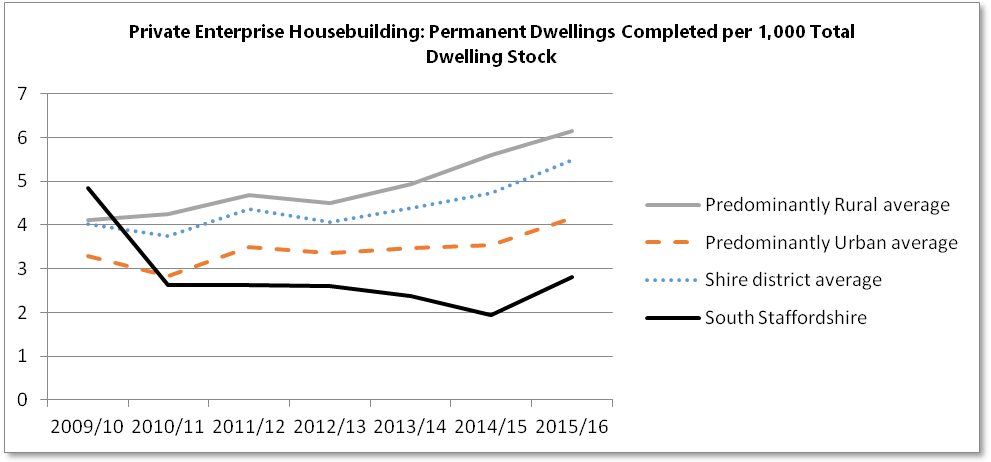 Private Enterprise Housebuilding: Permanent Dwellings Completed per 1,000 Total
Dwelling Stock
7
6
5
4
3
2
1
0
2009/10 2010/11 2011/12 2012/13 2013/14 2014/15 2015/16
Predominantly Rural average
Predominantly Urban average
Shire district average
South Staffordshire